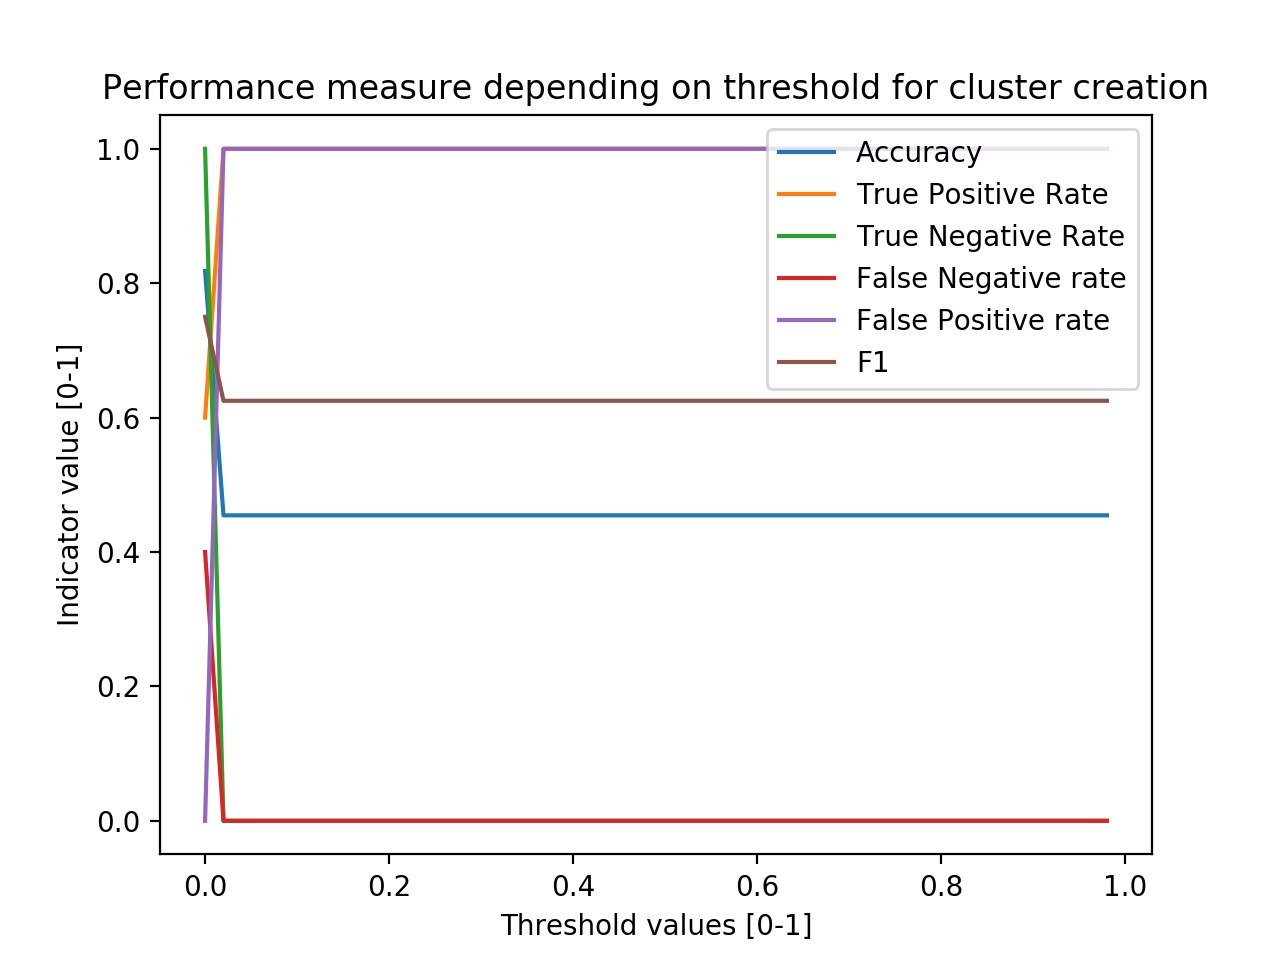 Performance measure depending on threshold for cluster creation
1.0
0.8
0.6
0.4
0.2
0.0
Indicator value [0-1]
Accuracy
True Positive Rate
True Negative Rate
False Negative rate
False Positive rate
F1
0.0 0.2 0.4 0.6 0.8 1.0
Threshold values [0-1]